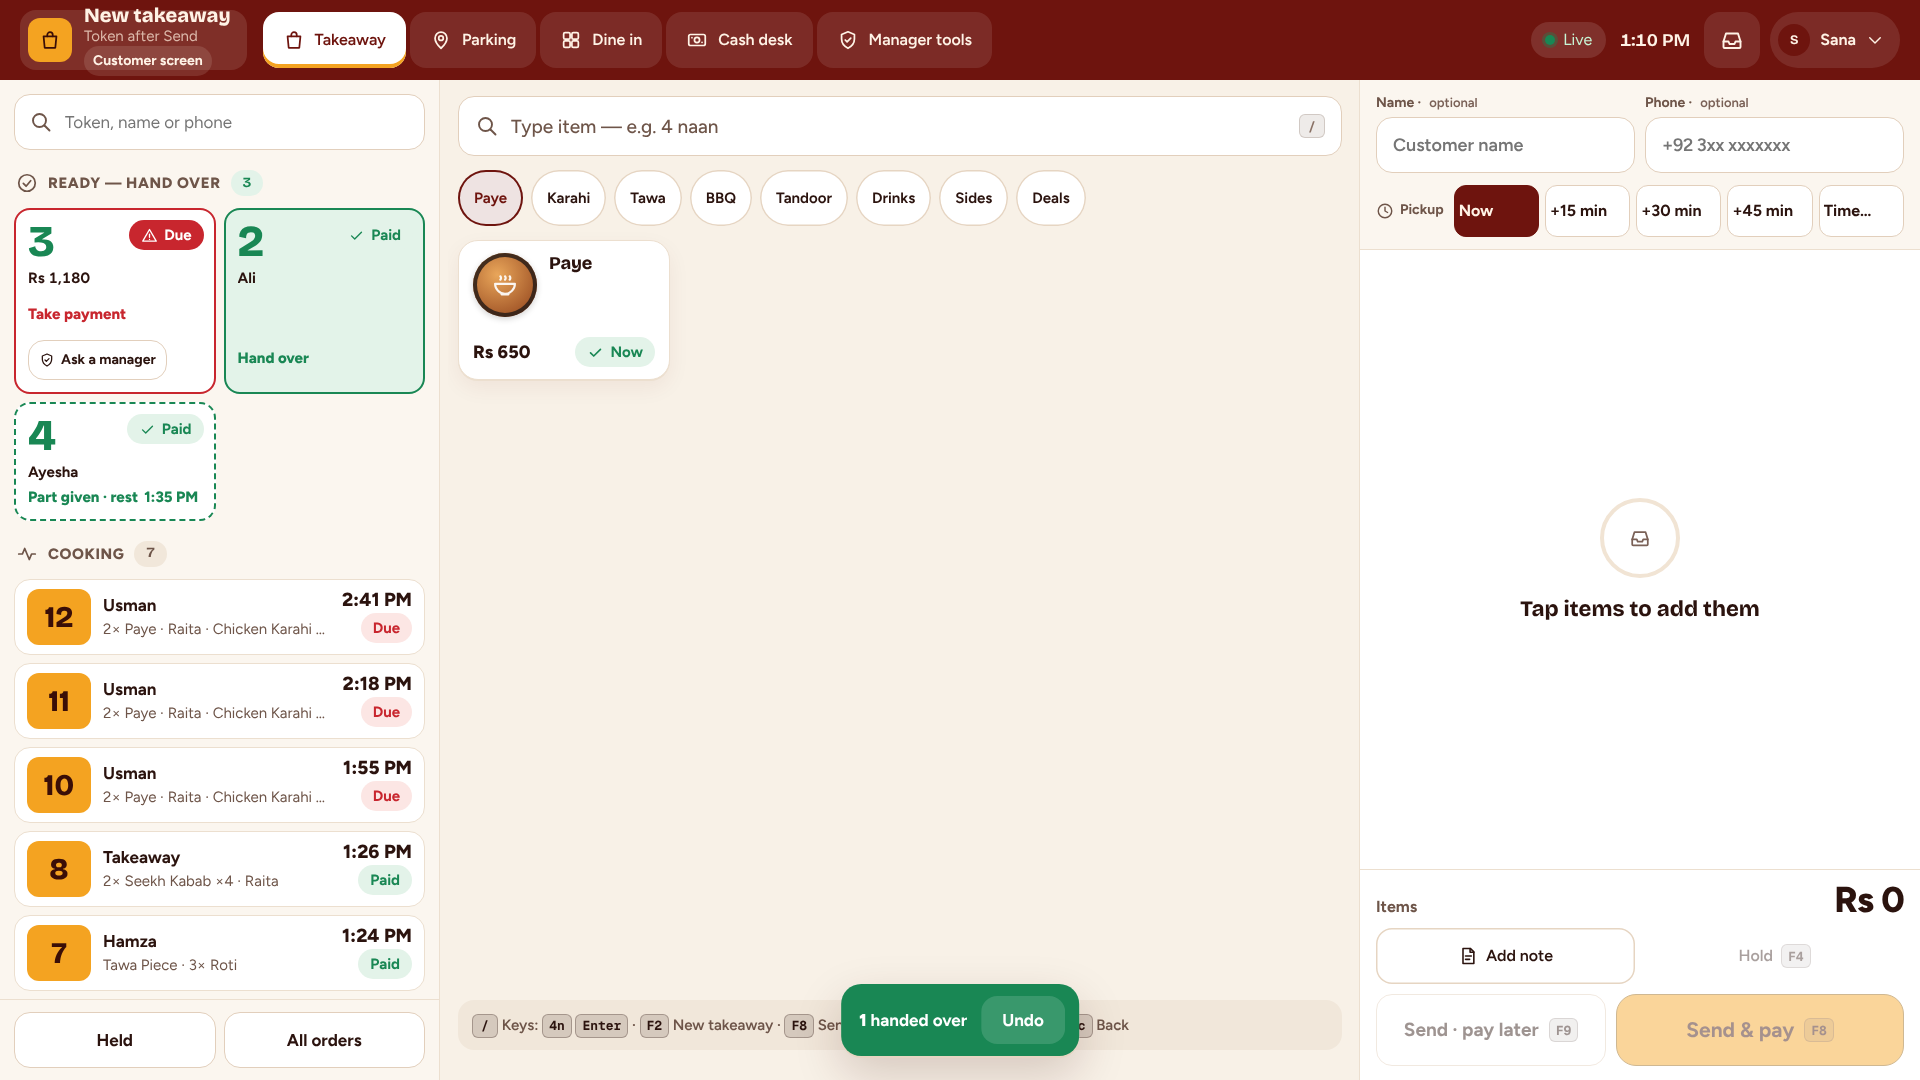 New takeaway
Token after Send
Customer screen
Takeaway
Parking
Dine in
Cash desk
Manager tools
Live
1:10 PM
S
Sana
Token, name or phone
READY — HAND OVER 3
3
Due
Rs 1,180
Take payment
Ask a manager
2
Paid
Ali
Hand over
4
Paid
Ayesha
Part given · rest 1:35 PM
COOKING 7
12
Usman
2× Paye · Raita · Chicken Karahi ...
2:41 PM
Due
11
Usman
2× Paye · Raita · Chicken Karahi ...
2:18 PM
Due
10
Usman
2× Paye · Raita · Chicken Karahi ...
1:55 PM
Due
8
Takeaway
2× Seekh Kabab ×4 · Raita
1:26 PM
Paid
7
Hamza
Tawa Piece · 3× Roti
1:24 PM
Paid
Held
All orders
Type item — e.g. 4 naan
/
Paye
Karahi
Tawa
BBQ
Tandoor
Drinks
Sides
Deals
Paye
Rs 650
Now
/ Keys: 4n Enter · F2 New takeaway · F8
Back
1 handed over
Undo
Name · optional
Customer name
Phone · optional
+92 3xx xxxxxxx
Pickup
Now
+15 min
+30 min
+45 min
Time...
Tap items to add them
Items
Rs 0
Add note
Hold F4
Send · pay later F9
Send & pay F8